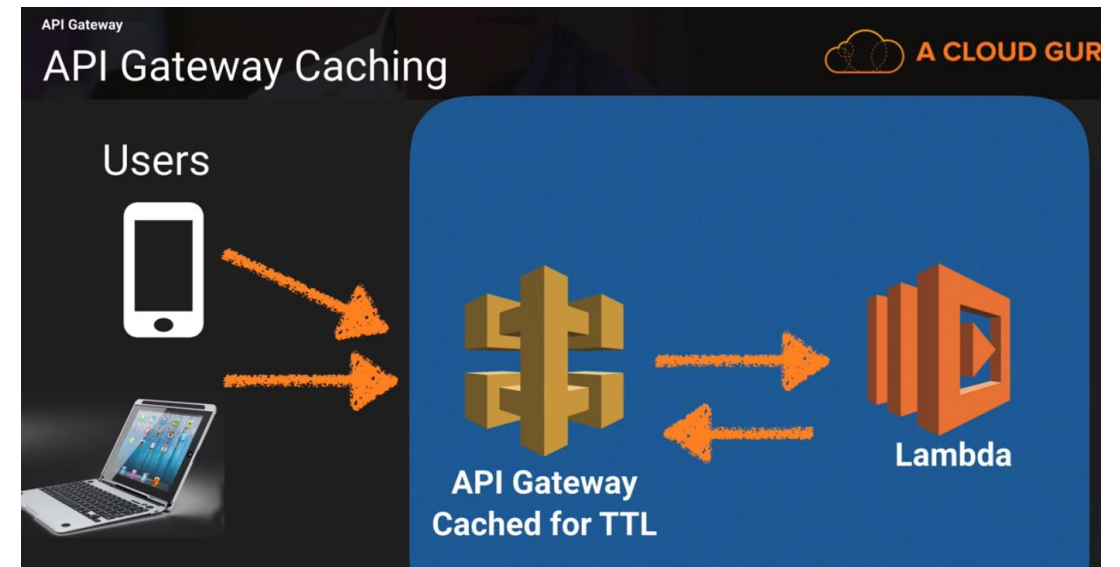 API Gateway
API Gateway Caching
A CLOUD GUR
Users
API Gateway
Cached for TTL
Lambda